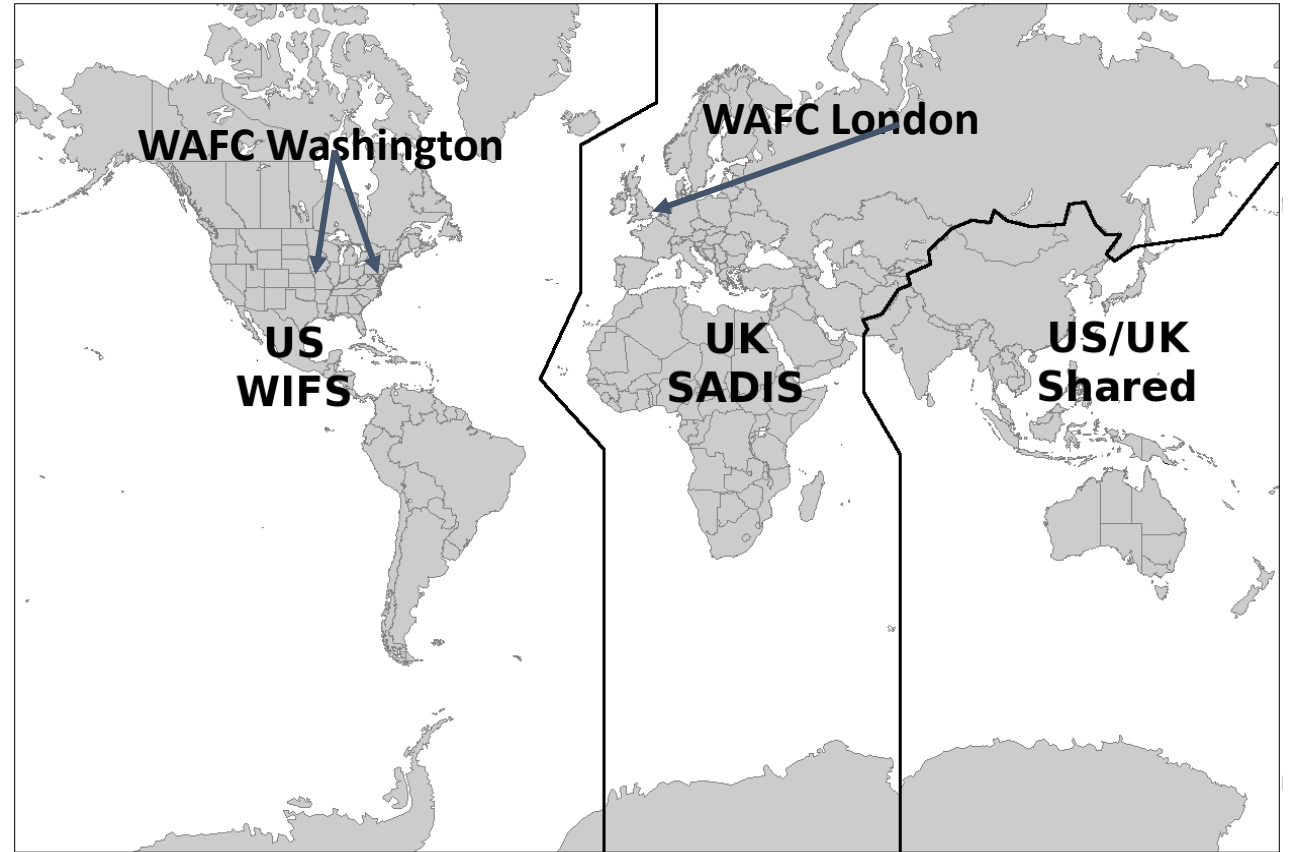 WAFC Washington
WAFC London
US
WIFS
UK
SADIS
US/UK
Shared